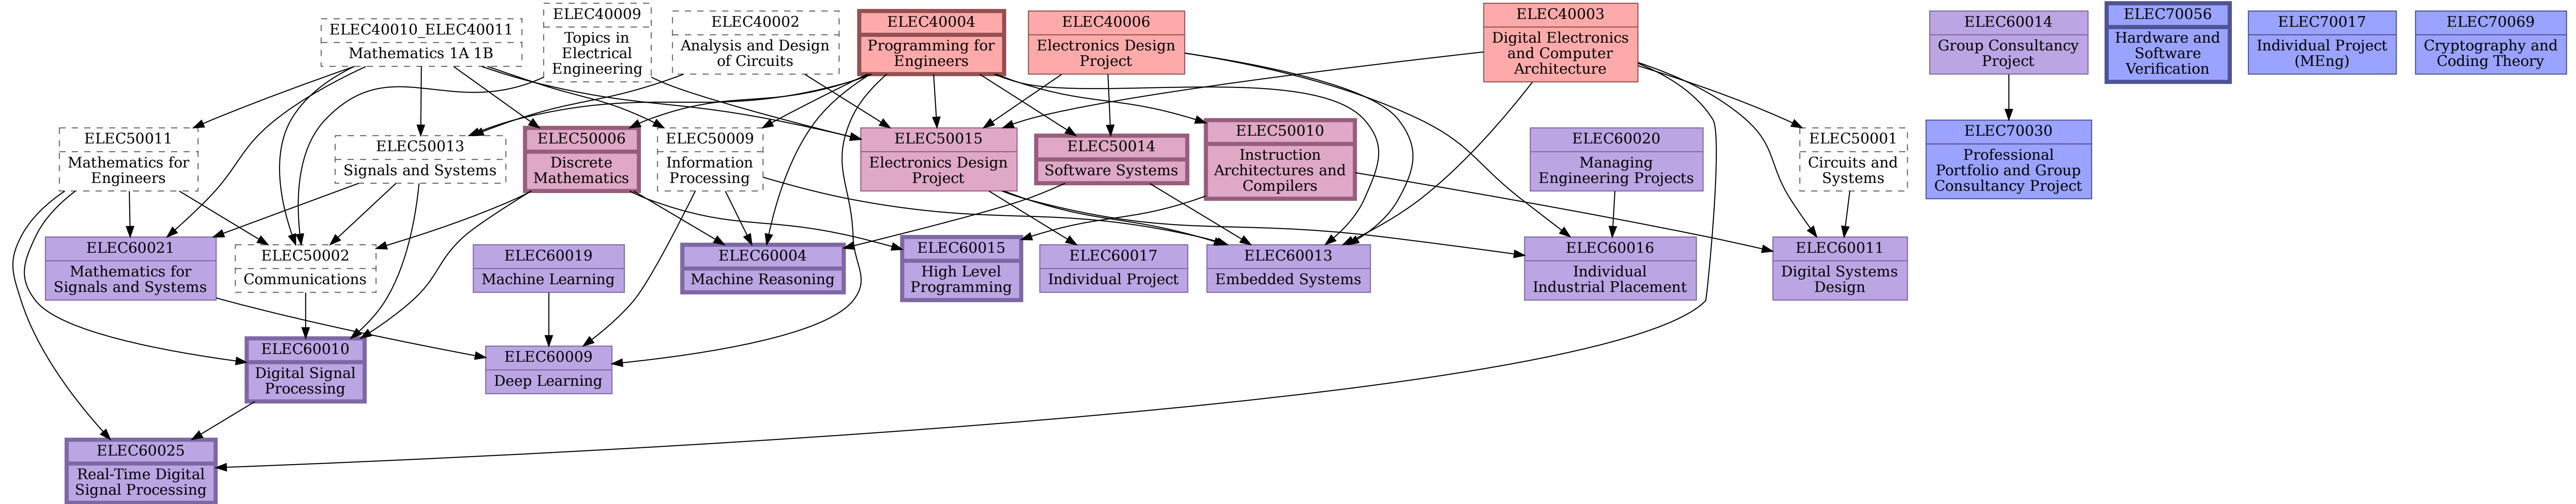 ELEC40010_ELEC40011
Mathematics 1A 1B
ELEC40009
Topics in
Electrical
Engineering
ELEC40002
Analysis and Design
of Circuits
ELEC40004
Programming for
Engineers
ELEC40006
Electronics Design
Project
ELEC40003
Digital Electronics
and Computer
Architecture
ELEC60014
Group Consultancy
Project
ELEC70056
Hardware and
Software
Verification
ELEC70017
Individual Project
(MEng)
ELEC70069
Cryptography and
Coding Theory
ELEC50011
Mathematics for
Engineers
ELEC50013
Signals and Systems
ELEC50006
Discrete
Mathematics
ELEC50009
Information
Processing
ELEC50015
Electronics Design
Project
ELEC50014
Software Systems
ELEC50010
Instruction
Architectures and
Compilers
ELEC60020
Managing
Engineering Projects
ELEC50001
Circuits and
Systems
ELEC70030
Professional
Portfolio and Group
Consultancy Project
ELEC60021
Mathematics for
Signals and Systems
ELEC50002
Communications
ELEC60019
Machine Learning
ELEC60004
Machine Reasoning
ELEC60015
High Level
Programming
ELEC60017
Individual Project
ELEC60013
Embedded Systems
ELEC60016
Individual
Industrial Placement
ELEC60011
Digital Systems
Design
ELEC60010
Digital Signal
Processing
ELEC60009
Deep Learning
ELEC60025
Real-Time Digital
Signal Processing